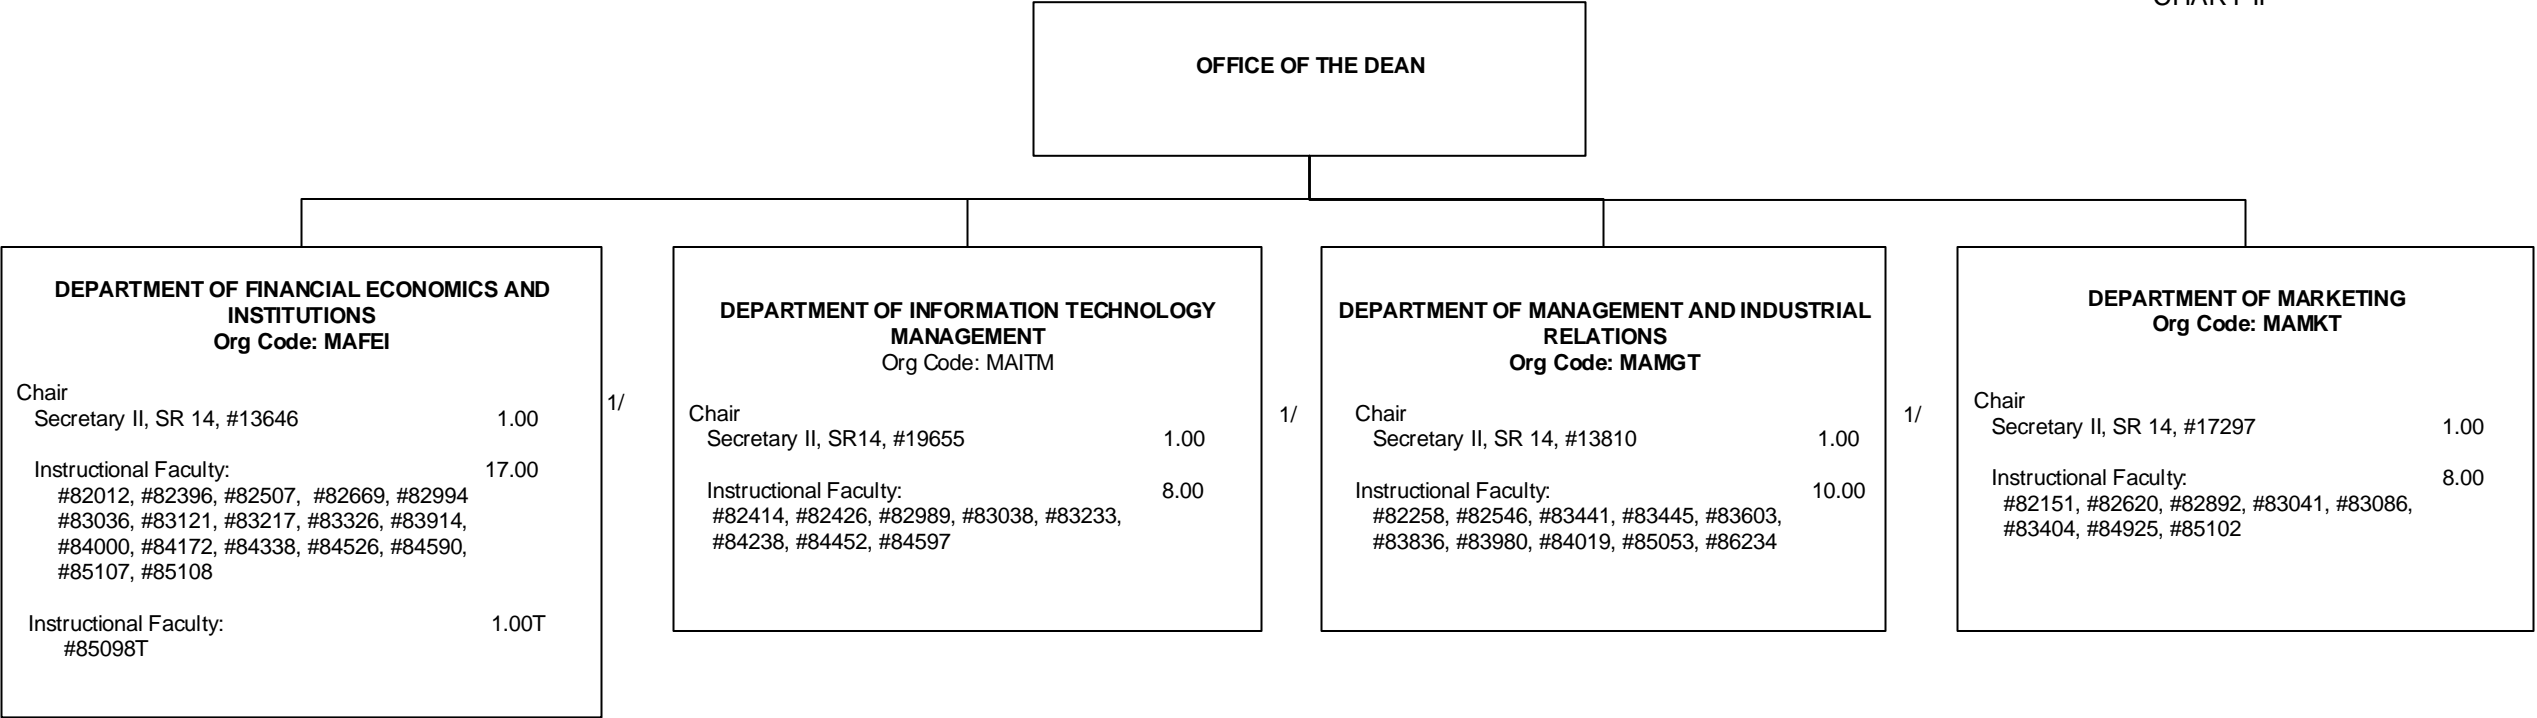 OFFICE OF THE DEAN
DEPARTMENT OF FINANCIAL ECONOMICS AND
INSTITUTIONS
Org Code: MAFEI
Chair
Secretary II, SR 14, #13646 1.00
Instructional Faculty: 17.00
#82012, #82396, #82507, #82669, #82994
#83036, #83121, #83217, #83326, #83914,
#84000, #84172, #84338, #84526, #84590,
#85107, #85108
Instructional Faculty: 1.00T
#85098T
1/
DEPARTMENT OF INFORMATION TECHNOLOGY
MANAGEMENT
Org Code: MAITM
Chair
Secretary II, SR14, #19655 1.00
Instructional Faculty: 8.00
#82414, #82426, #82989, #83038, #83233,
#84238, #84452, #84597
1/
DEPARTMENT OF MANAGEMENT AND INDUSTRIAL
RELATIONS
Org Code: MAMGT
Chair
Secretary II, SR 14, #13810 1.00
Instructional Faculty: 10.00
#82258, #82546, #83441, #83445, #83603,
#83836, #83980, #84019, #85053, #86234
1/
DEPARTMENT OF MARKETING
Org Code: MAMKT
Chair
Secretary II, SR 14, #17297 1.00
Instructional Faculty: 8.00
#82151, #82620, #82892, #83041, #83086,
#83404, #84925, #85102